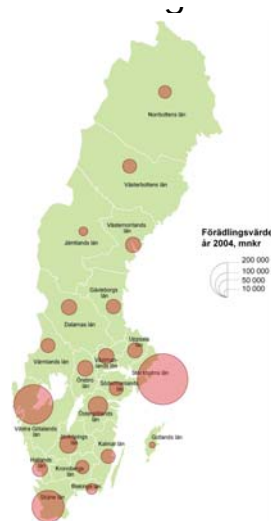 g
Norrbottens län
Västerbottens län
Västernorrlands
län
Jämtlands län
Förädlingsvärde
år 2004, mnkr
200 000
100 000
50 000
10 000
Gävleborgs
län
Dalarnas län
Uppsala
län
Värmlands län
Västman-
lands län
Stockholms län
Örebro
län
Södermanlands
län
Västra Götalands
län
Östergötlands
län
Jönköpings
län
Gotlands län
Kalmar län
Hallands
län
Kronobergs
län
Blekinge län
Skåne län